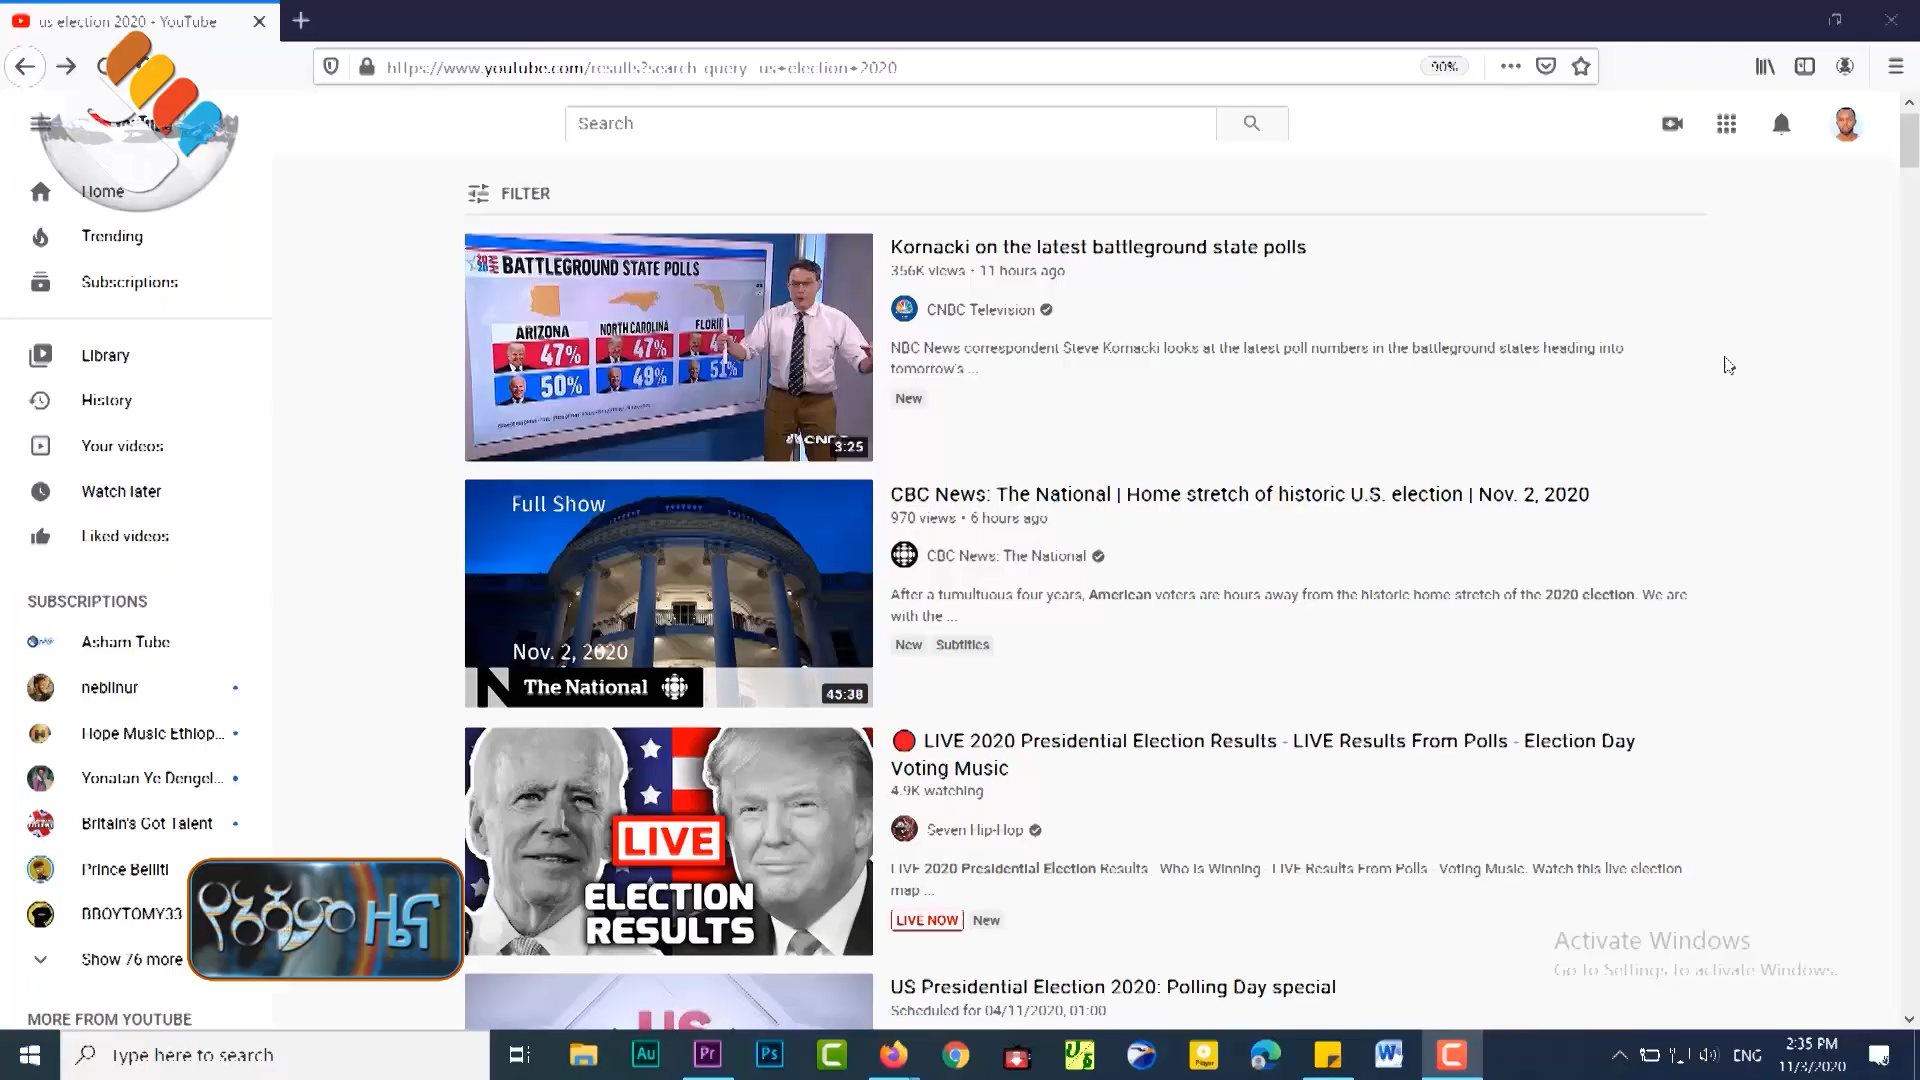 us election 2020 - YouTube
https://www.youtube.com/results?search_query=us+election+2020
90%
Search
Home
Trending
Subscriptions
Library
History
Your videos
Watch later
Liked videos
SUBSCRIPTIONS
Asham Tube
neblinur
Hope Music Ethiop...
Yonatan Ye Dengel...
Britain's Got Talent
Prince Belliti
BBOYTOMY33
Show 76 more
MORE FROM YOUTUBE
የኢቶጵያ ዜና
FILTER
BATTLEGROUND STATE POLLS
ARIZONA
NORTH CAROLINA
47%
47%
50%
49%
51%
CNBC
3:25
Kornacki on the latest battleground state polls
356K views • 11 hours ago
CNBC Television
NBC News correspondent Steve Kornacki looks at the latest poll numbers in the battleground states heading into
tomorrow's ...
New
Full Show
Nov. 2, 2020
The National
45:38
CBC News: The National | Home stretch of historic U.S. election | Nov. 2, 2020
970 views • 6 hours ago
CBC News: The National
After a tumultuous four years, American voters are hours away from the historic home stretch of the 2020 election. We are
with the ...
New Subtitles
LIVE
ELECTION
RESULTS
LIVE 2020 Presidential Election Results - LIVE Results From Polls - Election Day
Voting Music
4.9K watching
Seven Hip-Hop
LIVE 2020 Presidential Election Results - Who Is Winning - LIVE Results From Polls - Voting Music. Watch this live election
map ...
LIVE NOW New
US
US Presidential Election 2020: Polling Day special
Scheduled for 04/11/2020, 01:00
Activate Windows
Go to Settings to activate Windows.
Type here to search
Au
Pr
Ps
ENG
2:35 PM
11/3/2020